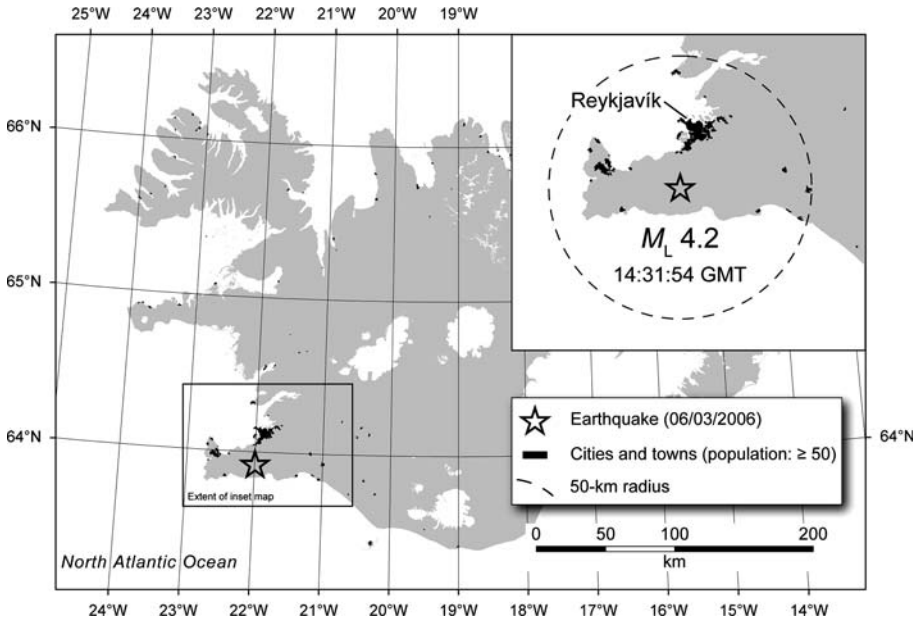 25°W 24°W 23°W 22°W 21°W 20°W 19°W
66°N
65°N
64°N
Reykjavík
M_L 4.2
14:31:54 GMT
Earthquake (06/03/2006)
Cities and towns (population: ≥ 50)
50-km radius
64°N
0 50 100 200
km
Extent of inset map
North Atlantic Ocean
24°W 23°W 22°W 21°W 20°W 19°W 18°W 17°W 16°W 15°W 14°W